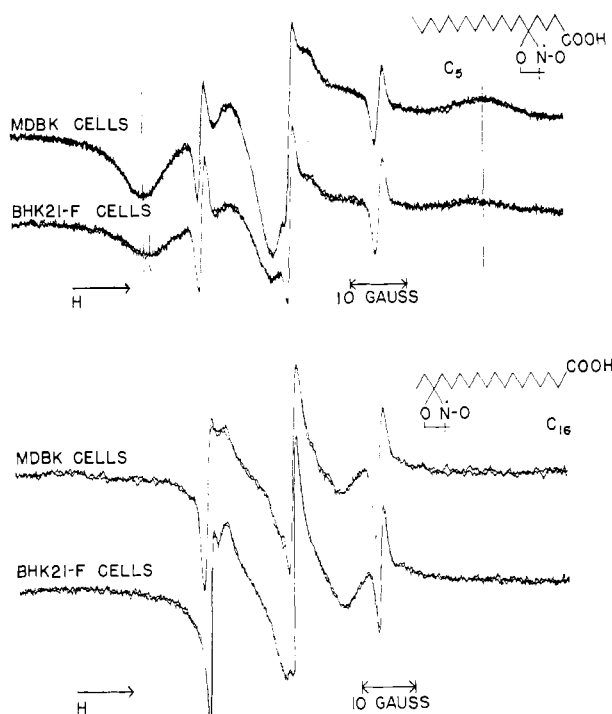 COOH
O N-O
C5
MDBK CELLS
BHK21-F CELLS
H
10 GAUSS
COOH
O N-O
C16
MDBK CELLS
BHK21-F CELLS
H
10 GAUSS